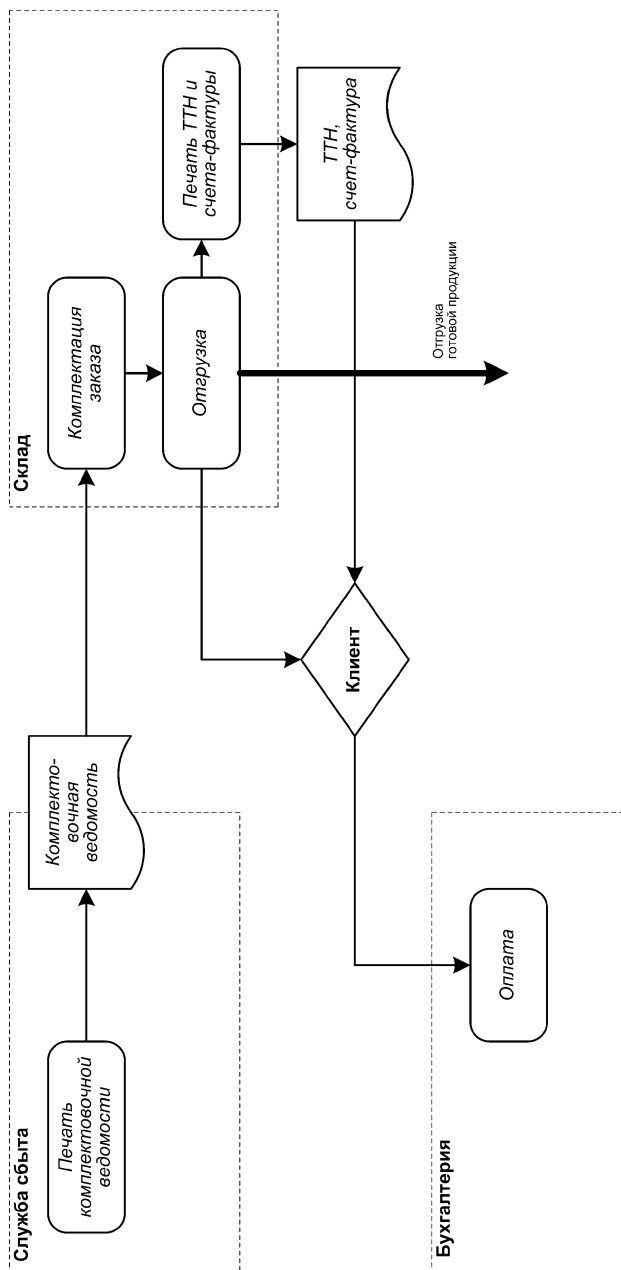 Служба сбыта
Печать
комплектовочной
ведомости
Комплекто-
вочная
ведомость
Склад
Комплектация
заказа
Отгрузка
Печать ТТН и
счета-фактуры
ТТН,
счет-фактура
Отгрузка
готовой продукции
Клиент
Бухгалтерия
Оплата